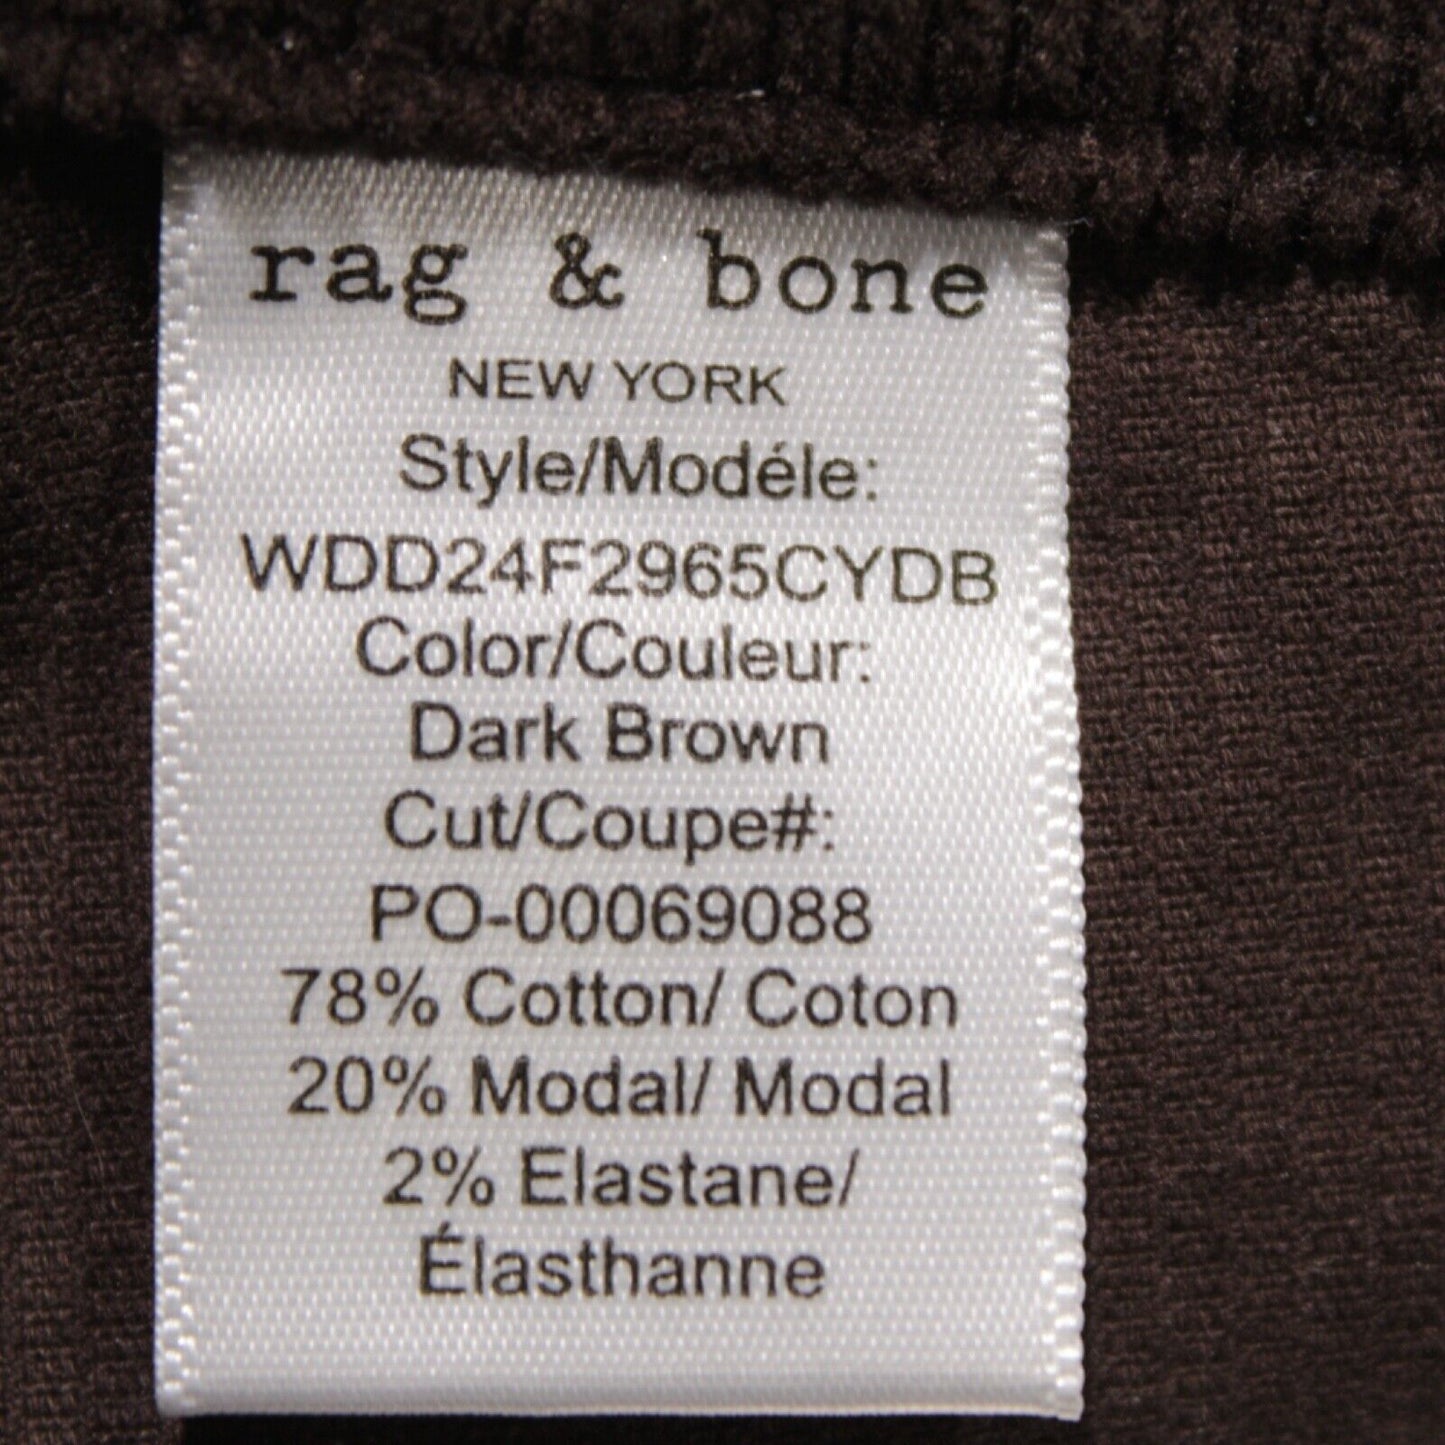 rag & bone
NEW YORK
Style/Modéle:
WDD24F2965CYDB
Color/Couleur:
Dark Brown
Cut/Coupe#:
PO-00069088
78% Cotton/ Coton
20% Modal/ Modal
2% Elastane/
Élasthanne